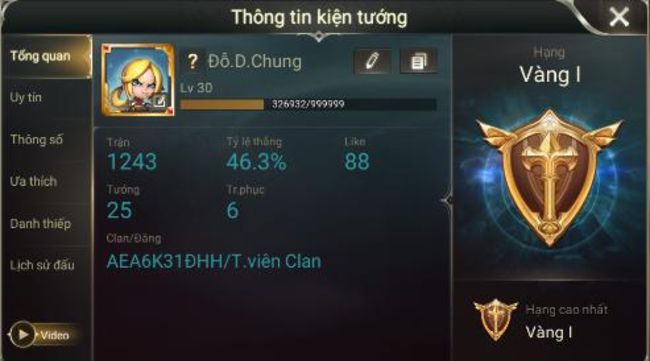 Thông tin kiện tướng
Tổng quan
Uy tín
Thông số
Ưa thích
Danh thiếp
Lịch sử đấu
Video
? Đô.D.Chung
Lv 30
326932/999999
Trận Tỷ lệ thắng Like
1243 46.3% 88
Tướng Tr.phục
25 6
Clan/Đẳng
AEA6K31ĐHH/T.viên Clan
Hạng
Vàng I
Hạng cao nhất
Vàng I